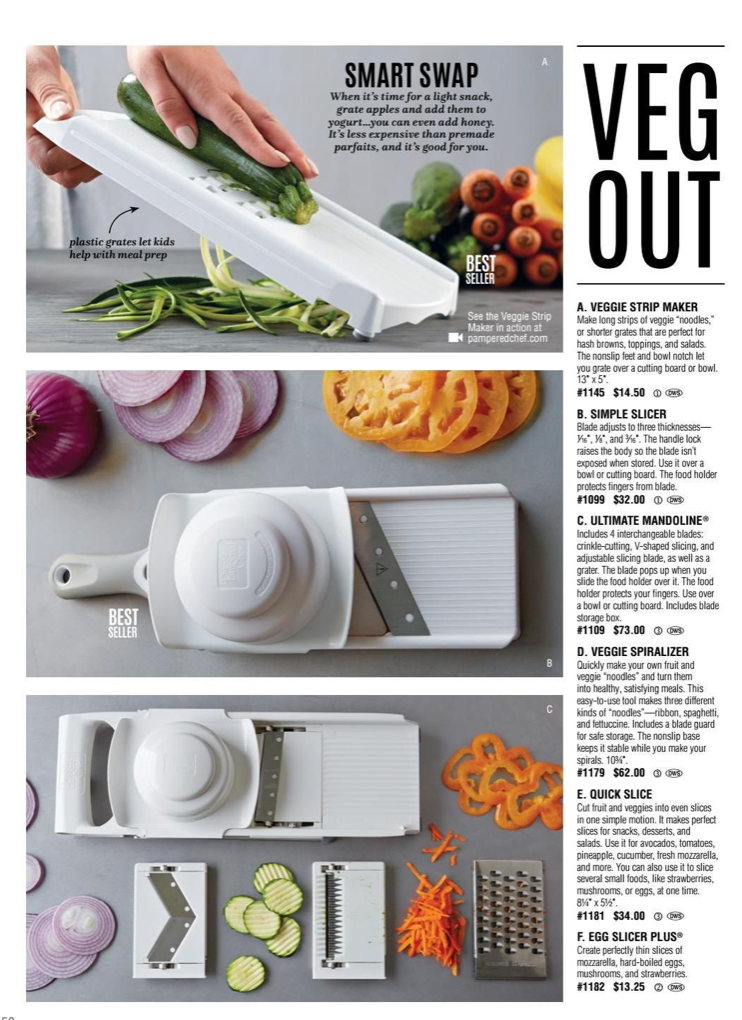 A
SMART SWAP
When it's time for a light snack,
grate apples and add them to
yogurt...you can even add honey.
It's less expensive than premade
parfaits, and it's good for you.
plastic grates let kids
help with meal prep
BEST
SELLER
See the Veggie Strip
Maker in action at
pamperedchef.com
BEST
SELLER
B
C
VEG
OUT
A. VEGGIE STRIP MAKER
Make long strips of veggie “noodles,”
or shorter grates that are perfect for
hash browns, toppings, and salads.
The nonslip feet and bowl notch let
you grate over a cutting board or bowl.
13" x 5".
#1145 $14.50 ① DWS
B. SIMPLE SLICER
Blade adjusts to three thicknesses—
1/16", 1/8", and 3/16". The handle lock
raises the body so the blade isn't
exposed when stored. Use it over a
bowl or cutting board. The food holder
protects fingers from blade.
#1099 $32.00 ① DWS
C. ULTIMATE MANDOLINE®
Includes 4 interchangeable blades:
crinkle-cutting, V-shaped slicing, and
adjustable slicing blade, as well as a
grater. The blade pops up when you
slide the food holder over it. The food
holder protects your fingers. Use over
a bowl or cutting board. Includes blade
storage box.
#1109 $73.00 ③ DWS
D. VEGGIE SPIRALIZER
Quickly make your own fruit and
veggie “noodles” and turn them
into healthy, satisfying meals. This
easy-to-use tool makes three different
kinds of “noodles”—ribbon, spaghetti,
and fettuccine. Includes a blade guard
for safe storage. The nonslip base
keeps it stable while you make your
spirals. 10¾".
#1179 $62.00 ③ DWS
E. QUICK SLICE
Cut fruit and veggies into even slices
in one simple motion. It makes perfect
slices for snacks, desserts, and
salads. Use it for avocados, tomatoes,
pineapple, cucumber, fresh mozzarella,
and more. You can also use it to slice
several small foods, like strawberries,
mushrooms, or eggs, at one time.
8¼" x 5½".
#1181 $34.00 ③ DWS
F. EGG SLICER PLUS®
Create perfectly thin slices of
mozzarella, hard-boiled eggs,
mushrooms, and strawberries.
#1182 $13.25 ② DWS